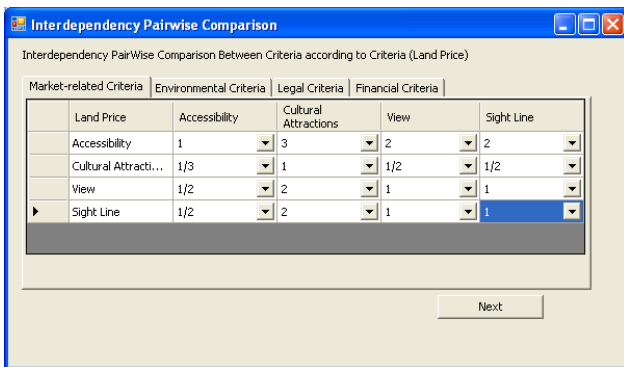 Interdependency Pairwise Comparison
Interdependency PairWise Comparison Between Criteria according to Criteria (Land Price)
Market-related Criteria Environmental Criteria Legal Criteria Financial Criteria
Land Price Accessibility Cultural Attractions View Sight Line
Accessibility 1 3 2 2
Cultural Attracti... 1/3 1 1/2 1/2
View 1/2 2 1 1
Sight Line 1/2 2 1 1
Next